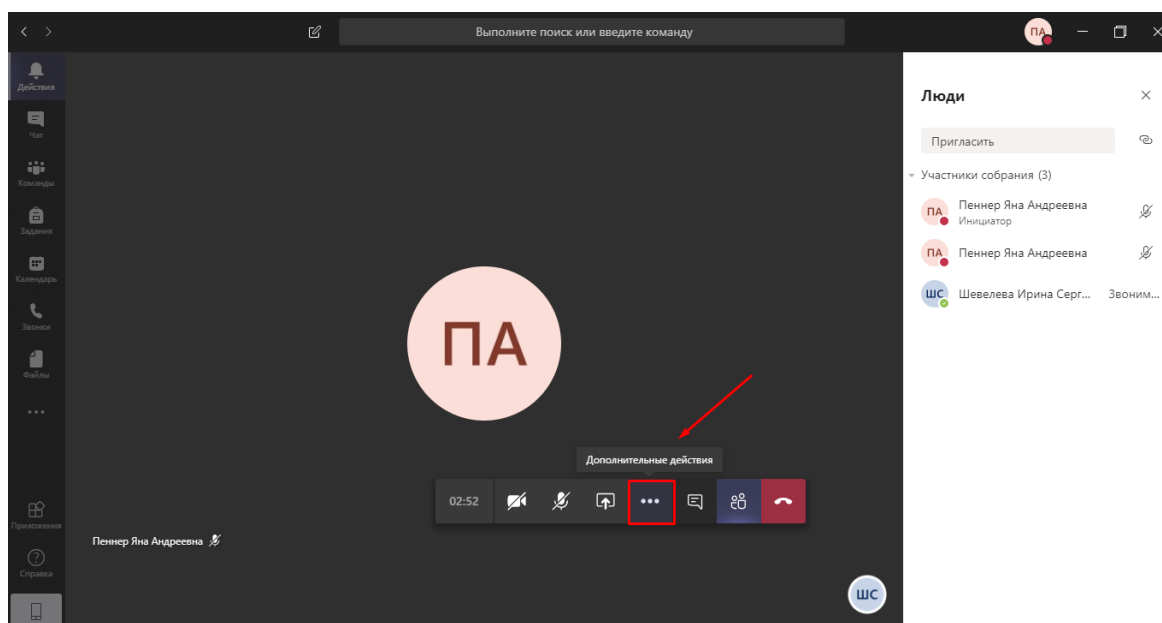 Выполните поиск или введите команду
ПА
Действия
Чат
Команды
Задания
Календарь
Звонки
Файлы
Приложения
Справка
ПА
Дополнительные действия
02:52
Пеннер Яна Андреевна
ШС
Люди
Пригласить
Участники собрания (3)
ПА
Пеннер Яна Андреевна
Инициатор
ПА
Пеннер Яна Андреевна
ШС
Шевелева Ирина Серг... Звоним...